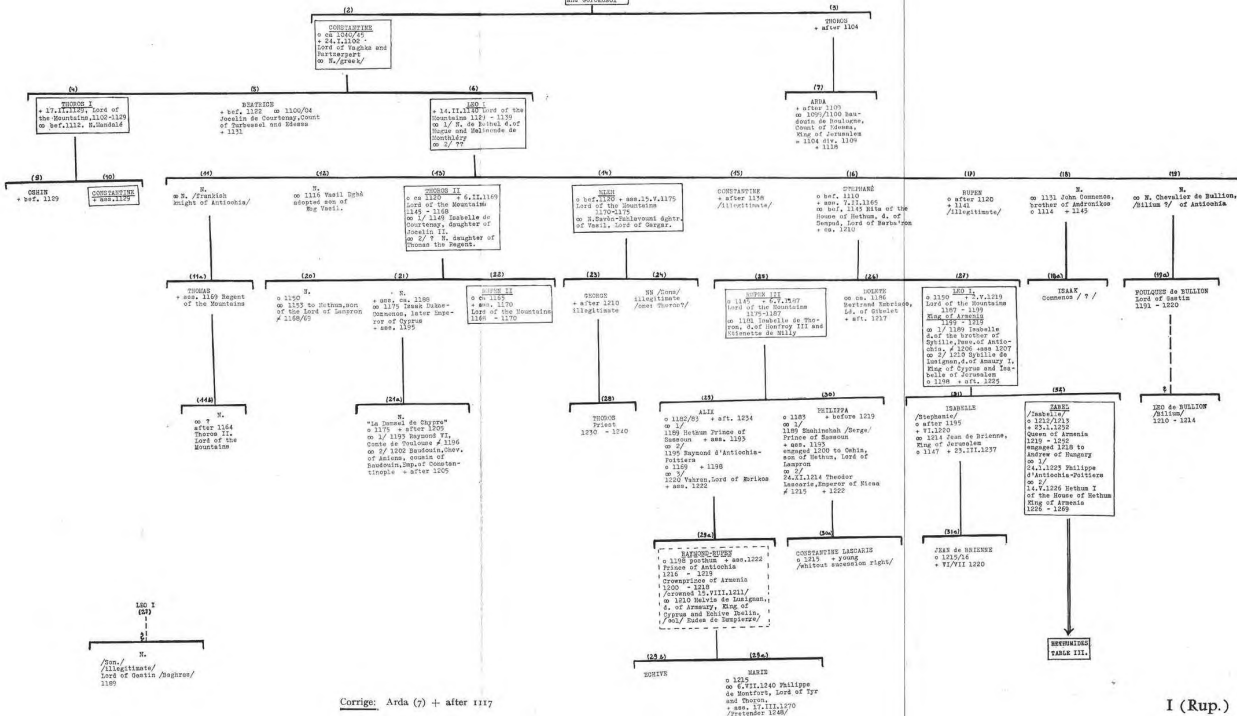 (2)
(3)
CONSTANTINE
o ca 1040/45
+ 24.I.1102
Lord of Vaghka and
Partzerpert
∞ N./greek/
THOROS
+ after 1104
(4)
(5)
(6)
(7)
THOROS I
+ 17.II.1129, Lord of
the Mountains, 1102-1129
∞ bef.1112. N.Mandalé
BEATRICE
+ bef. 1122 ∞ 1100/04
Jocelin de Courtenay, Count
of Turbessel and Edessa
+ 1131
LEO I
+ 14.II.1140 Lord of the
Mountains 1129 - 1139
∞ 1/ N. de Rethel d.of
Hugue and Melisende de
Monthléry
∞ 2/ ??
ARDA
+ after 1103
∞ 1099/1100 Bau-
douin de Boulogne,
Count of Edessa,
King of Jerusalem
≠ 1104 div. 1109
+ 1118
(9)
(10)
OSHIN
+ bef. 1129
CONSTANTINE
+ ass.1129
(11)
(12)
(13)
(14)
(15)
(16)
(17)
(18)
(19)
N.
∞ N. /Frankish
knight of Antiochia/
N.
∞ 1116 Vasil Dghá
adopted son of
Kog Vasil.
THOROS II
o ca 1120 + 6.II.1169
Lord of the Mountains
1145 - 1168
∞ 1/ 1149 Isabelle de
Courtenay, daughter of
Jocelin II.
∞ 2/ ? N. daughter of
Thomas the Regent.
MLEH
o bef.1120 + ass.15.V.1175
Lord of the Mountains
1170-1175
∞ N.Savôn-Pahlavouni dghtr.
of Vasil. Lord of Gargar.
CONSTANTINE
+ after 1138
/illegitimate/
STEPHANÉ
o bef. 1110
+ ass. 7.II.1165
∞ bef. 1143 Rita of the
House of Hethum, d. of
Sempad, Lord of Barba'ron
+ ca. 1210
RUPEN
o after 1120
+ 1141
/illegitimate/
N.
∞ 1131 John Comnenos,
brother of Andronikos
o 1114 + 1143
N.
∞ N. Chevalier de Bullion,
/Billius ?/ of Antiochia
(11a)
(20)
(21)
(22)
(23)
(24)
(25)
(26)
(27)
(18a)
(19a)
THOMAS
+ ass. 1169 Regent
of the Mountains
N.
o 1150
∞ 1153 to Hethum, son
of the Lord of Lampron
≠ 1168/69
N.
+ ass. ca. 1188
∞ 1175 Isaak Dukas-
Comnenos, later Empe-
ror of Cyprus
+ ass. 1195
RUPEN II
o ca 1165
+ ass. 1170
Lord of the Mountains
1168 - 1170
GEORGE
+ after 1210
illegitimate
NN /Sons/
illegitimate
/one: Thoros?/
RUPEN III
o 1145 + 6.V.1187
Lord of the Mountains
1175-1187
∞ 1181 Isabelle de Tho-
ron, d.of Honfroy III and
Etienette de Milly
DOLETE
∞ ca. 1186
Bertrand Embriaco,
Ld. of Gibelet
+ aft. 1217
LEO I.
o 1150 + 2.V.1219
Lord of the Mountains
1187 - 1199
King of Armenia
1199 - 1219
∞ 1/ 1189 Isabelle
d.of the brother of
Sybille, Pess.of Antio-
chia. ≠ 1206 +ass 1207
∞ 2/ 1210 Sybille de
Lusignan, d.of Amaury I,
King of Cyprus and Isa-
belle of Jerusalem
o 1198 + aft. 1225
ISAAK
Comnenos / ? /
FOULQUES de BULLION
Lord of Gastin
1191 - 1220
(11b)
(21a)
(28)
(29)
(30)
(31)
(32)
N.
∞ ?
after 1164
Thoros II.
Lord of the
Mountains
N.
"La Damsel de Chypre"
o 1175 + after 1205
∞ 1/ 1193 Raymond VI,
Comte de Toulouse ≠ 1196
∞ 2/ 1202 Baudouin, Chev.
of Amiens, cousin of
Baudouin, Emp.of Constan-
tinople + after 1205
THOROS
Priest
1230 - 1240
ALIX
o 1182/83 + aft. 1234
∞ 1/
1189 Hethum Prince of
Sassoun + ass. 1193
∞ 2/
1195 Raymond d'Antiochia-
Poitiers
o 1169 + 1198
∞ 3/
1220 Vahran, Lord of Korikos
+ ass. 1222
PHILIPPA
o 1183 + before 1219
∞ 1/
1189 Shahinchah /Serge/
Prince of Sassoun
+ ass. 1193
engaged 1200 to Oshin,
son of Hethum, Lord of
Lampron
∞ 2/
24.XI.1214 Theodor
Lascaris, Emperor of Nicea
≠ 1215 + 1222
ISABELLE
/Stephanie/
o after 1195
+ VI.1220
∞ 1214 Jean de Brienne,
King of Jerusalem
o 1147 + 23.III.1237
ZABEL
/Isabelle/
o 1212/1213
+ 23.I.1252
Queen of Armenia
1219 - 1252
engaged 1218 to
Andrew of Hungary
∞ 1/
24.I.1223 Philippe
d'Antiochia-Poitiers
∞ 2/
14.V.1226 Hethum I
of the House of Hethum
King of Armenia
1226 - 1269
LEO de BULLION
/Bilium/
1210 - 1214
(29a)
(30a)
(31a)
RAYMOND-RUPEN
o 1198 posthum + ass.1222
Prince of Antiochia
1216 - 1219
Crownprince of Armenia
1200 - 1218
/crowned 15.VIII.1211/
∞ 1210 Helvis de Lusignan,
d. of Armaury, King of
Cyprus and Echive Ibelin.
/∞1/ Eudes de Dampierre/
CONSTANTINE LASCARIS
o 1215 + young
/whitout sucession right/
JEAN de BRIENNE
o 1215/16
+ VI/VII 1220
LEO I
(27)
N.
/Son./
/illegitimate/
Lord of Gastin /Baghras/
1189
HETHUMIDES
TABLE III.
(29b)
(29a)
ECHIVE
MARIE
o 1215
∞ 6.VII.1240 Philippe
de Montfort, Lord of Tyr
and Thoron.
+ ass. 17.III.1270
/Pretender 1248/
Corrige: Arda (7) + after 1117
I (Rup.)